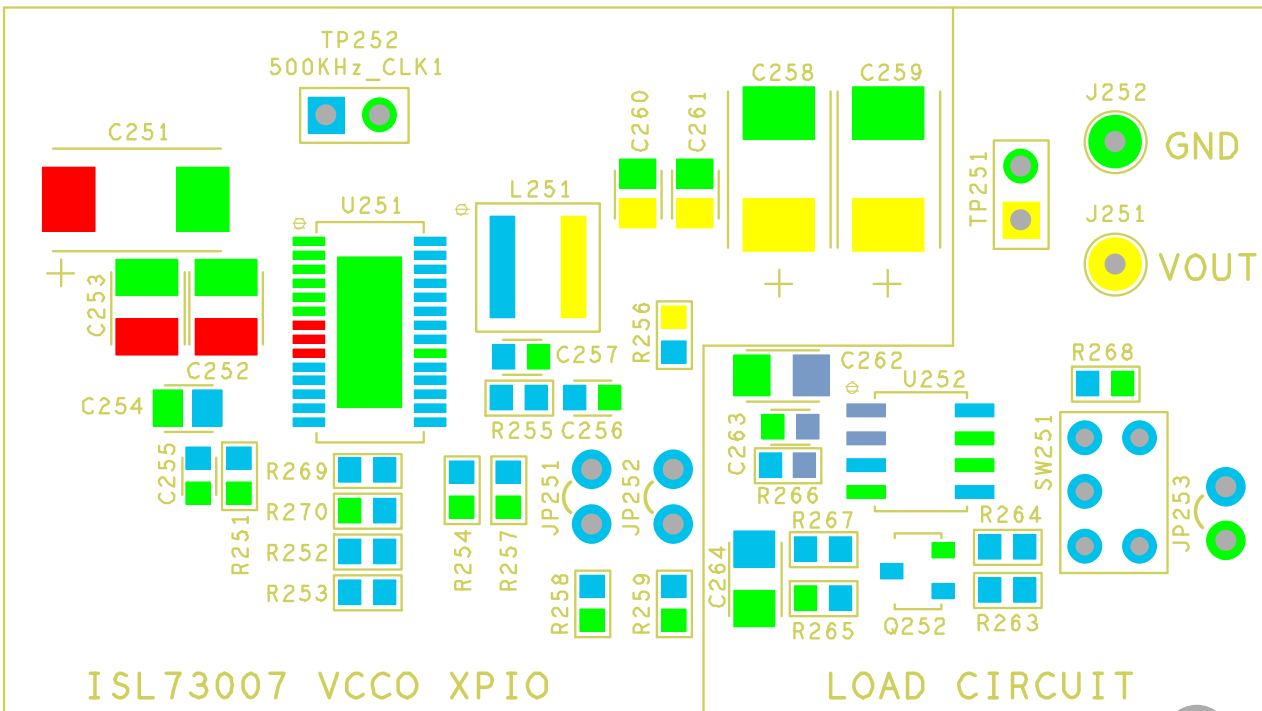 TP252
500KHz_CLK1
C251
C260
C261
C258
C259
J252
GND
TP251
J251
VOUT
U251
L251
C253
C252
C254
R256
C257
C262
U252
R268
R255
C256
C263
SW251
C255
R251
R269
R270
R252
R253
R254
R257
JP251
JP252
R266
R267
R264
JP253
R258
R259
C264
R265
Q252
R263
ISL73007 VCCO XPIO
LOAD CIRCUIT